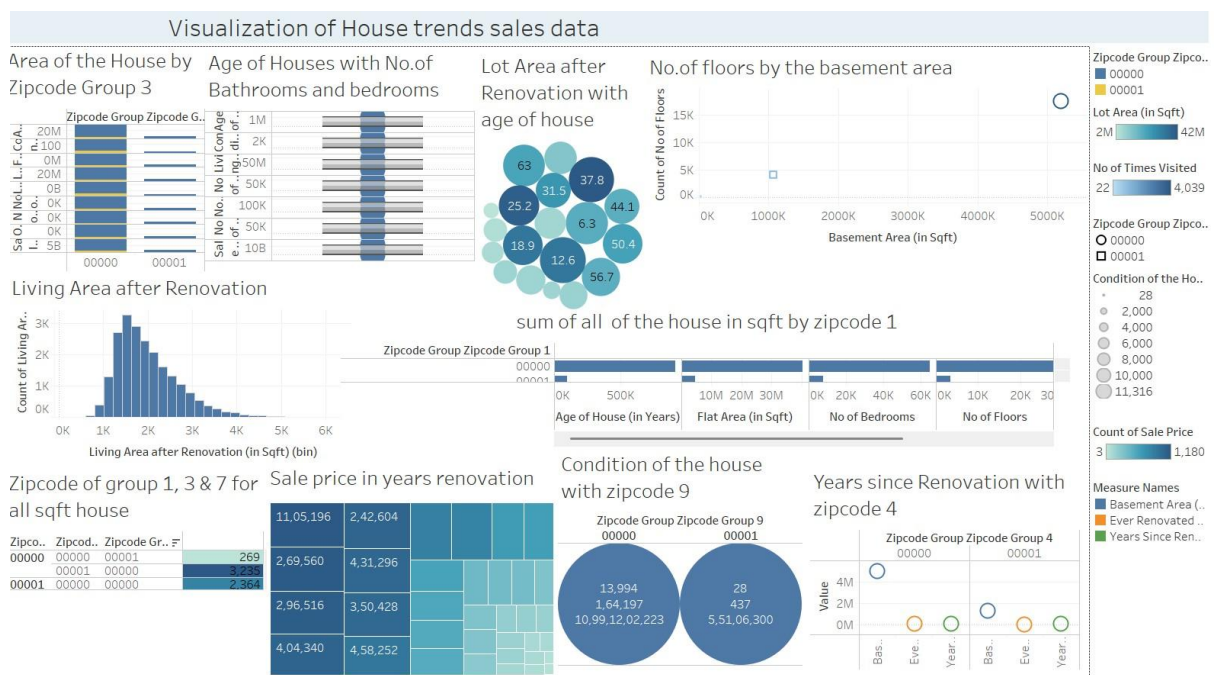 Visualization of House trends sales data
Area of the House by
Zipcode Group 3
Zipcode Group Zipcode G..
20M
100
0M
20M
0B
0K
0K
5B
00000 00001
Age of Houses with No.of
Bathrooms and bedrooms
1M
2K
50M
50K
100K
50K
10B
Lot Area after
Renovation with
age of house
63
37.8
31.5
25.2
44.1
6.3
18.9
50.4
12.6
56.7
No.of floors by the basement area
Count of No of Floors
15K
10K
5K
0K
0K 1000K 2000K 3000K 4000K 5000K
Basement Area (in Sqft)
Living Area after Renovation
Count of Living Ar..
3K
2K
1K
0K
0K 1K 2K 3K 4K 5K 6K
Living Area after Renovation (in Sqft) (bin)
sum of all of the house in sqft by zipcode 1
Zipcode Group Zipcode Group 1
00000
00001
0K 500K 10M 20M 30M 0K 20K 40K 60K 0K 10K 20K 30
Age of House (in Years) Flat Area (in Sqft) No of Bedrooms No of Floors
Zipcode of group 1, 3 & 7 for
all sqft house
Zipco.. Zipcod.. Zipcode Gr..
00000 00000 00001 269
00001 00000 3,235
00001 00000 00000 2,364
Sale price in years renovation
11,05,196 2,42,604
2,69,560 4,31,296
2,96,516 3,50,428
4,04,340 4,58,252
Condition of the house
with zipcode 9
Zipcode Group Zipcode Group 9
00000 00001
13,994 28
1,64,197 437
10,99,12,02,223 5,51,06,300
Years since Renovation with
zipcode 4
Zipcode Group Zipcode Group 4
00000 00001
Value
4M
2M
0M
Bas.. Eve.. Year.. Bas.. Eve.. Year..
Zipcode Group Zipco..
00000
00001
Lot Area (in Sqft)
2M 42M
No of Times Visited
22 4,039
Zipcode Group Zipco..
00000
00001
Condition of the Ho..
28
2,000
4,000
6,000
8,000
10,000
11,316
Count of Sale Price
3 1,180
Measure Names
Basement Area (..
Ever Renovated ..
Years Since Ren..